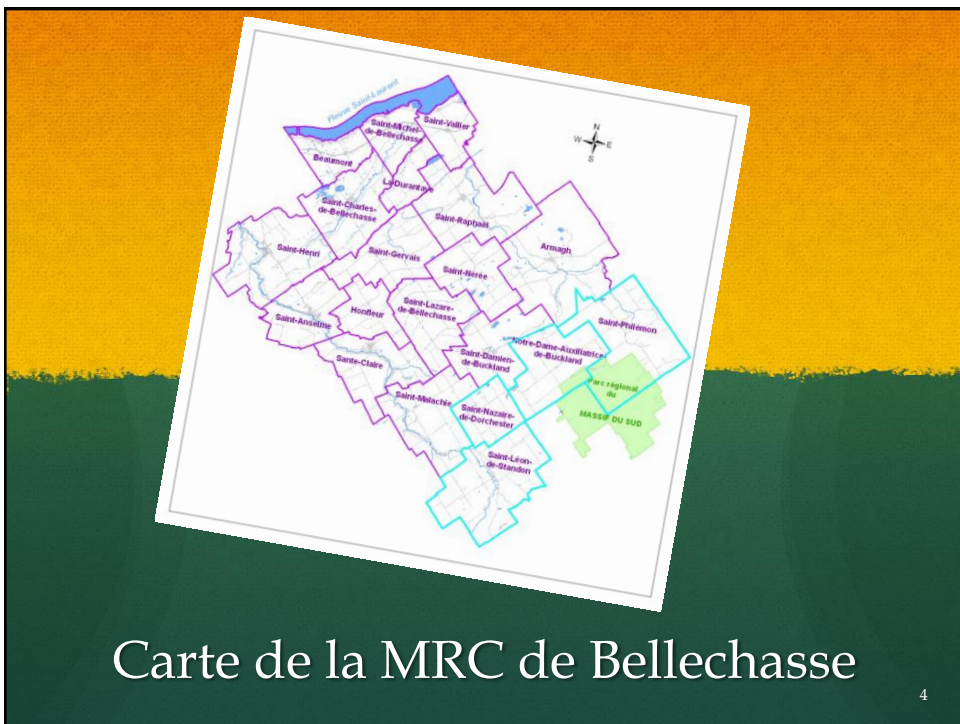 Fleuve Saint-Laurent
Saint-Michel-
de-Bellechasse
Saint-Vallier
N
W
E
S
Beaumont
La Durantaye
Saint-Charles-
de-Bellechasse
Saint-Raphaël
Armagh
Saint-Henri
Saint-Gervais
Saint-Nérée
Saint-Anselme
Honfleur
Saint-Lazare-
de-Bellechasse
Saint-Philémon
Sante-Claire
Saint-Damien-
de-Buckland
Notre-Dame-Auxiliatrice-
de-Buckland
Parc régional
du
MASSIF DU SUD
Saint-Malachie
Saint-Nazaire-
de-Dorchester
Saint-Léon-
de-Standon
Carte de la MRC de Bellechasse
4